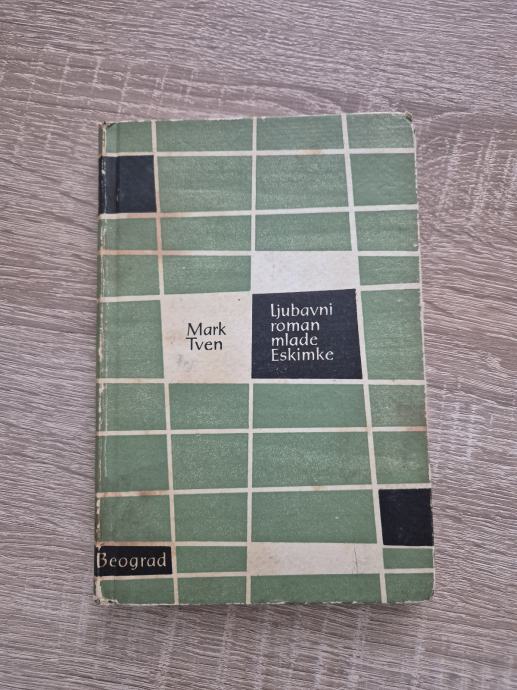 Mark
Tven
ljubavni
roman
mlade
Eskimke
Beograd